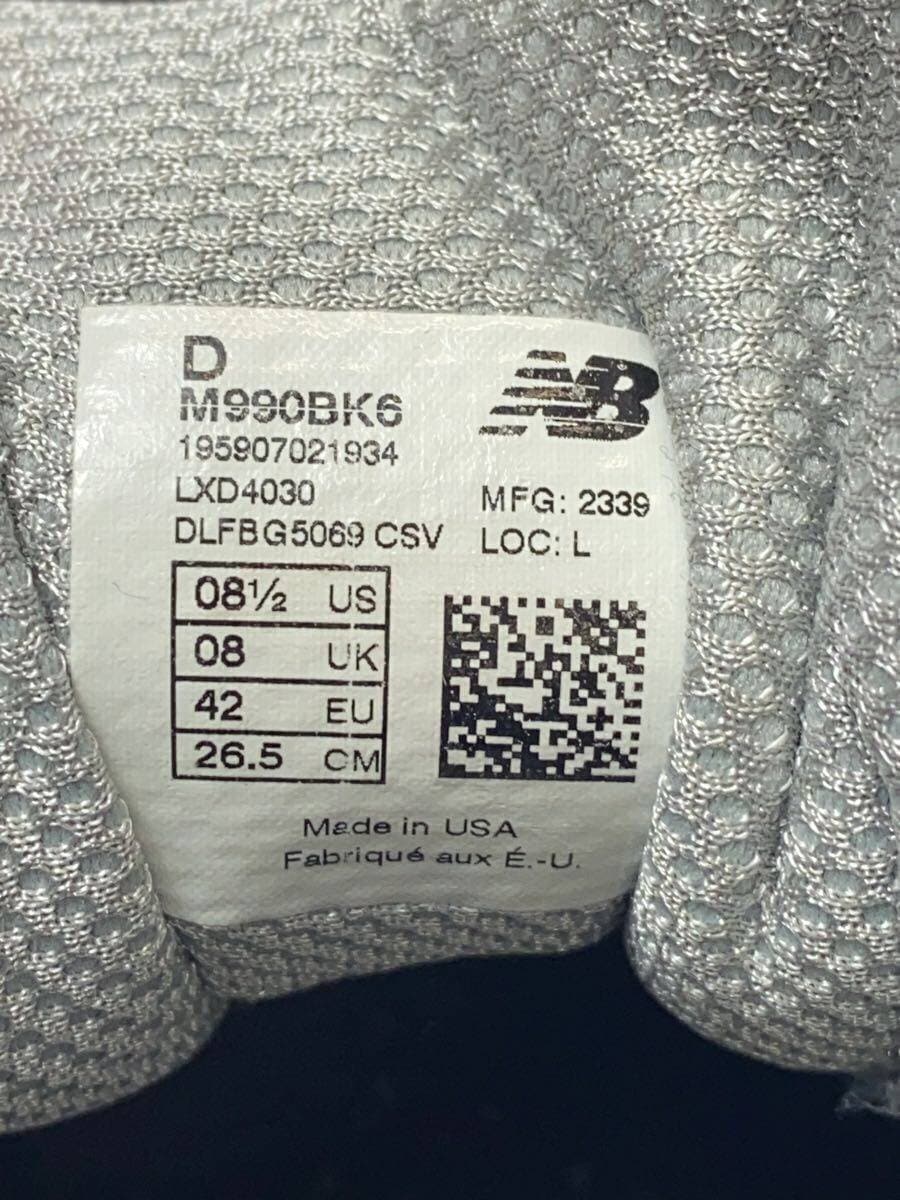 D
M990BK6
195907021934
LXD4030
DLFBG5069 CSV
NB
MFG: 2339
LOC: L
08½ US
08 UK
42 EU
26.5 CM
Made in USA
Fabriqué aux É.-U.